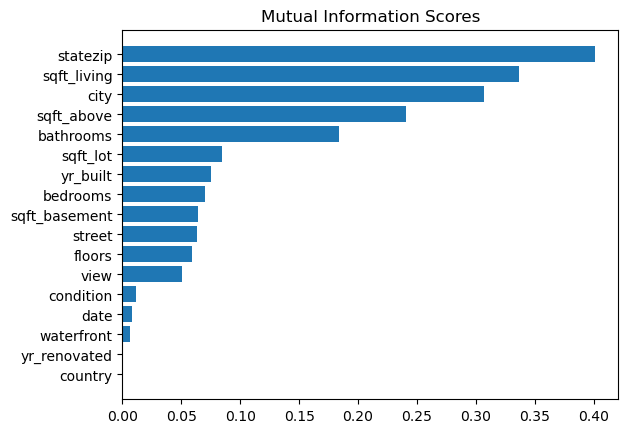 Mutual Information Scores
statezip
sqft_living
city
sqft_above
bathrooms
sqft_lot
yr_built
bedrooms
sqft_basement
street
floors
view
condition
date
waterfront
yr_renovated
country
0.00 0.05 0.10 0.15 0.20 0.25 0.30 0.35 0.40